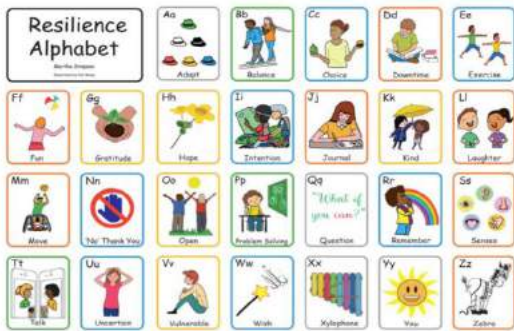 Resilience
Alphabet
Aa
Adapt
Bb
Balance
Cc
Choice
Dd
Downtime
Ee
Exercise
Ff
Fun
Gg
Gratitude
Hh
Hope
Ii
Intention
Jj
Journal
Kk
Kind
Ll
Laughter
Mm
Move
Nn
'No' Thank You
Oo
Open
Pp
Problem Solving
Qq
"What if
you can?"
Question
Rr
Remember
Ss
Senses
Tt
Talk
Uu
Uncertain
Vv
Vulnerable
Ww
Wish
Xx
Xylophone
Yy
You
Zz
Zebra